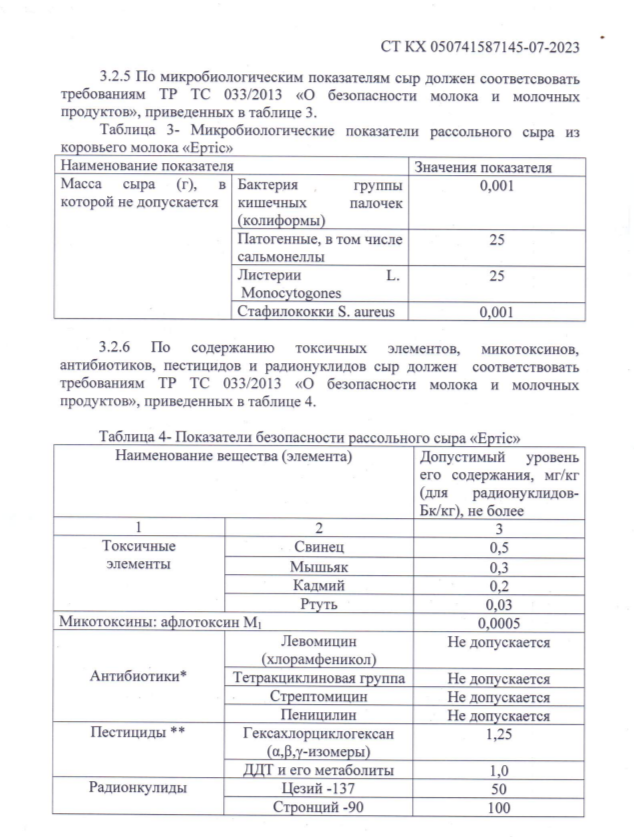 СТ КХ 050741587145-07-2023
3.2.5 По микробиологическим показателям сыр должен соответсвовать
требованиям ТР ТС 033/2013 «О безопасности молока и молочных
продуктов», приведенных в таблице 3.
Таблица 3- Микробиологические показатели рассольного сыра из
коровьего молока «Ертіс»
Наименование показателя Значения показателя
Масса сыра (г), в Бактерия группы 0,001
которой не допускается кишечных палочек
(колиформы)
Патогенные, в том числе 25
сальмонеллы
Листерии L. 25
Monocytogones
Стафилококки S. aureus 0,001
3.2.6 По содержанию токсичных элементов, микотоксинов,
антибиотиков, пестицидов и радионуклидов сыр должен соответствовать
требованиям ТР ТС 033/2013 «О безопасности молока и молочных
продуктов», приведенных в таблице 4.
Таблица 4- Показатели безопасности рассольного сыра «Ертіс»
Наименование вещества (элемента) Допустимый уровень
его содержания, мг/кг
(для радионуклидов-
Бк/кг), не более
1 2 3
Токсичные Свинец 0,5
элементы Мышьяк 0,3
Кадмий 0,2
Ртуть 0,03
Микотоксины: афлотоксин М₁ 0,0005
Левомицин Не допускается
(хлорамфеникол)
Антибиотики* Тетрациклиновая группа Не допускается
Стрептомицин Не допускается
Пеницилин Не допускается
Пестициды ** Гексахлорциклогексан 1,25
(α,β,γ-изомеры)
ДДТ и его метаболиты 1,0
Радионкулиды Цезий -137 50
Стронций -90 100